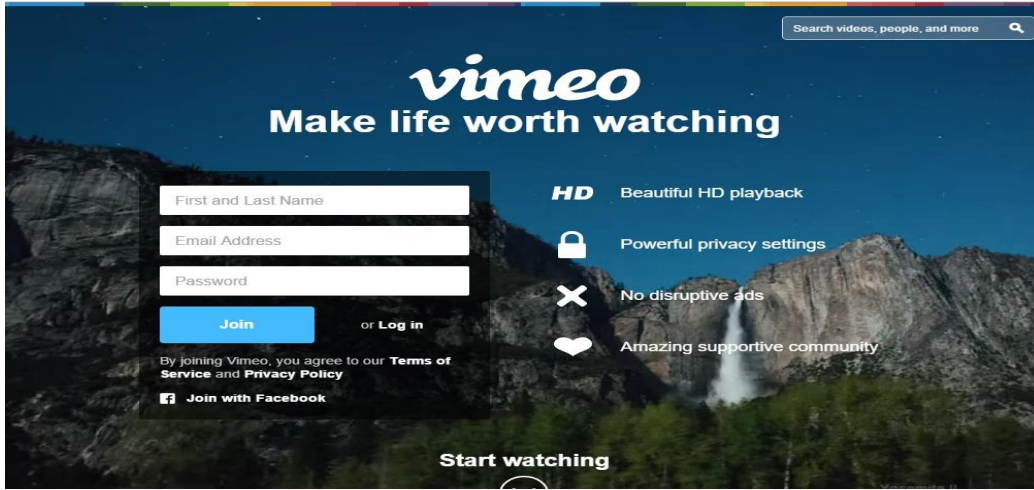 Search videos, people, and more
vimeo
Make life worth watching
First and Last Name
Email Address
Password
Join
or Log in
By joining Vimeo, you agree to our Terms of
Service and Privacy Policy
Join with Facebook
HD Beautiful HD playback
Powerful privacy settings
No disruptive ads
Amazing supportive community
Start watching
Yosemite II